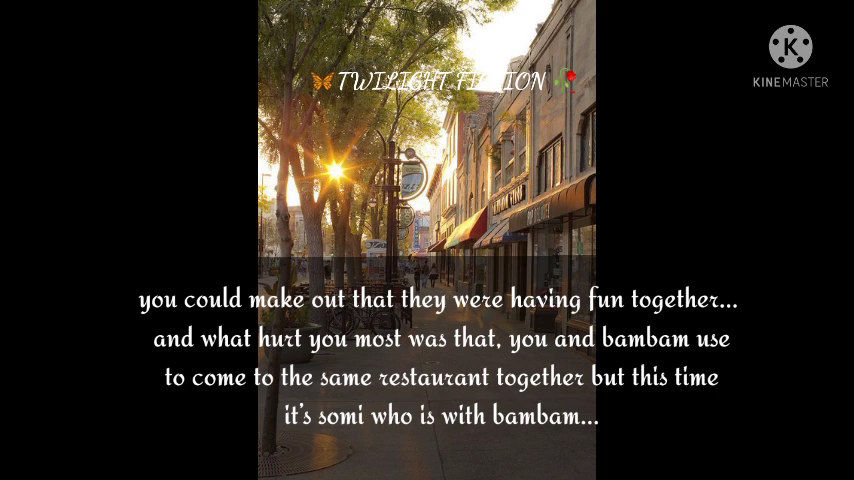 🦋 TWILIGHT FICTION 🥀
KINEMASTER
you could make out that they were having fun together...
and what hurt you most was that, you and bambam use
to come to the same restaurant together but this time
it's somi who is with bambam...